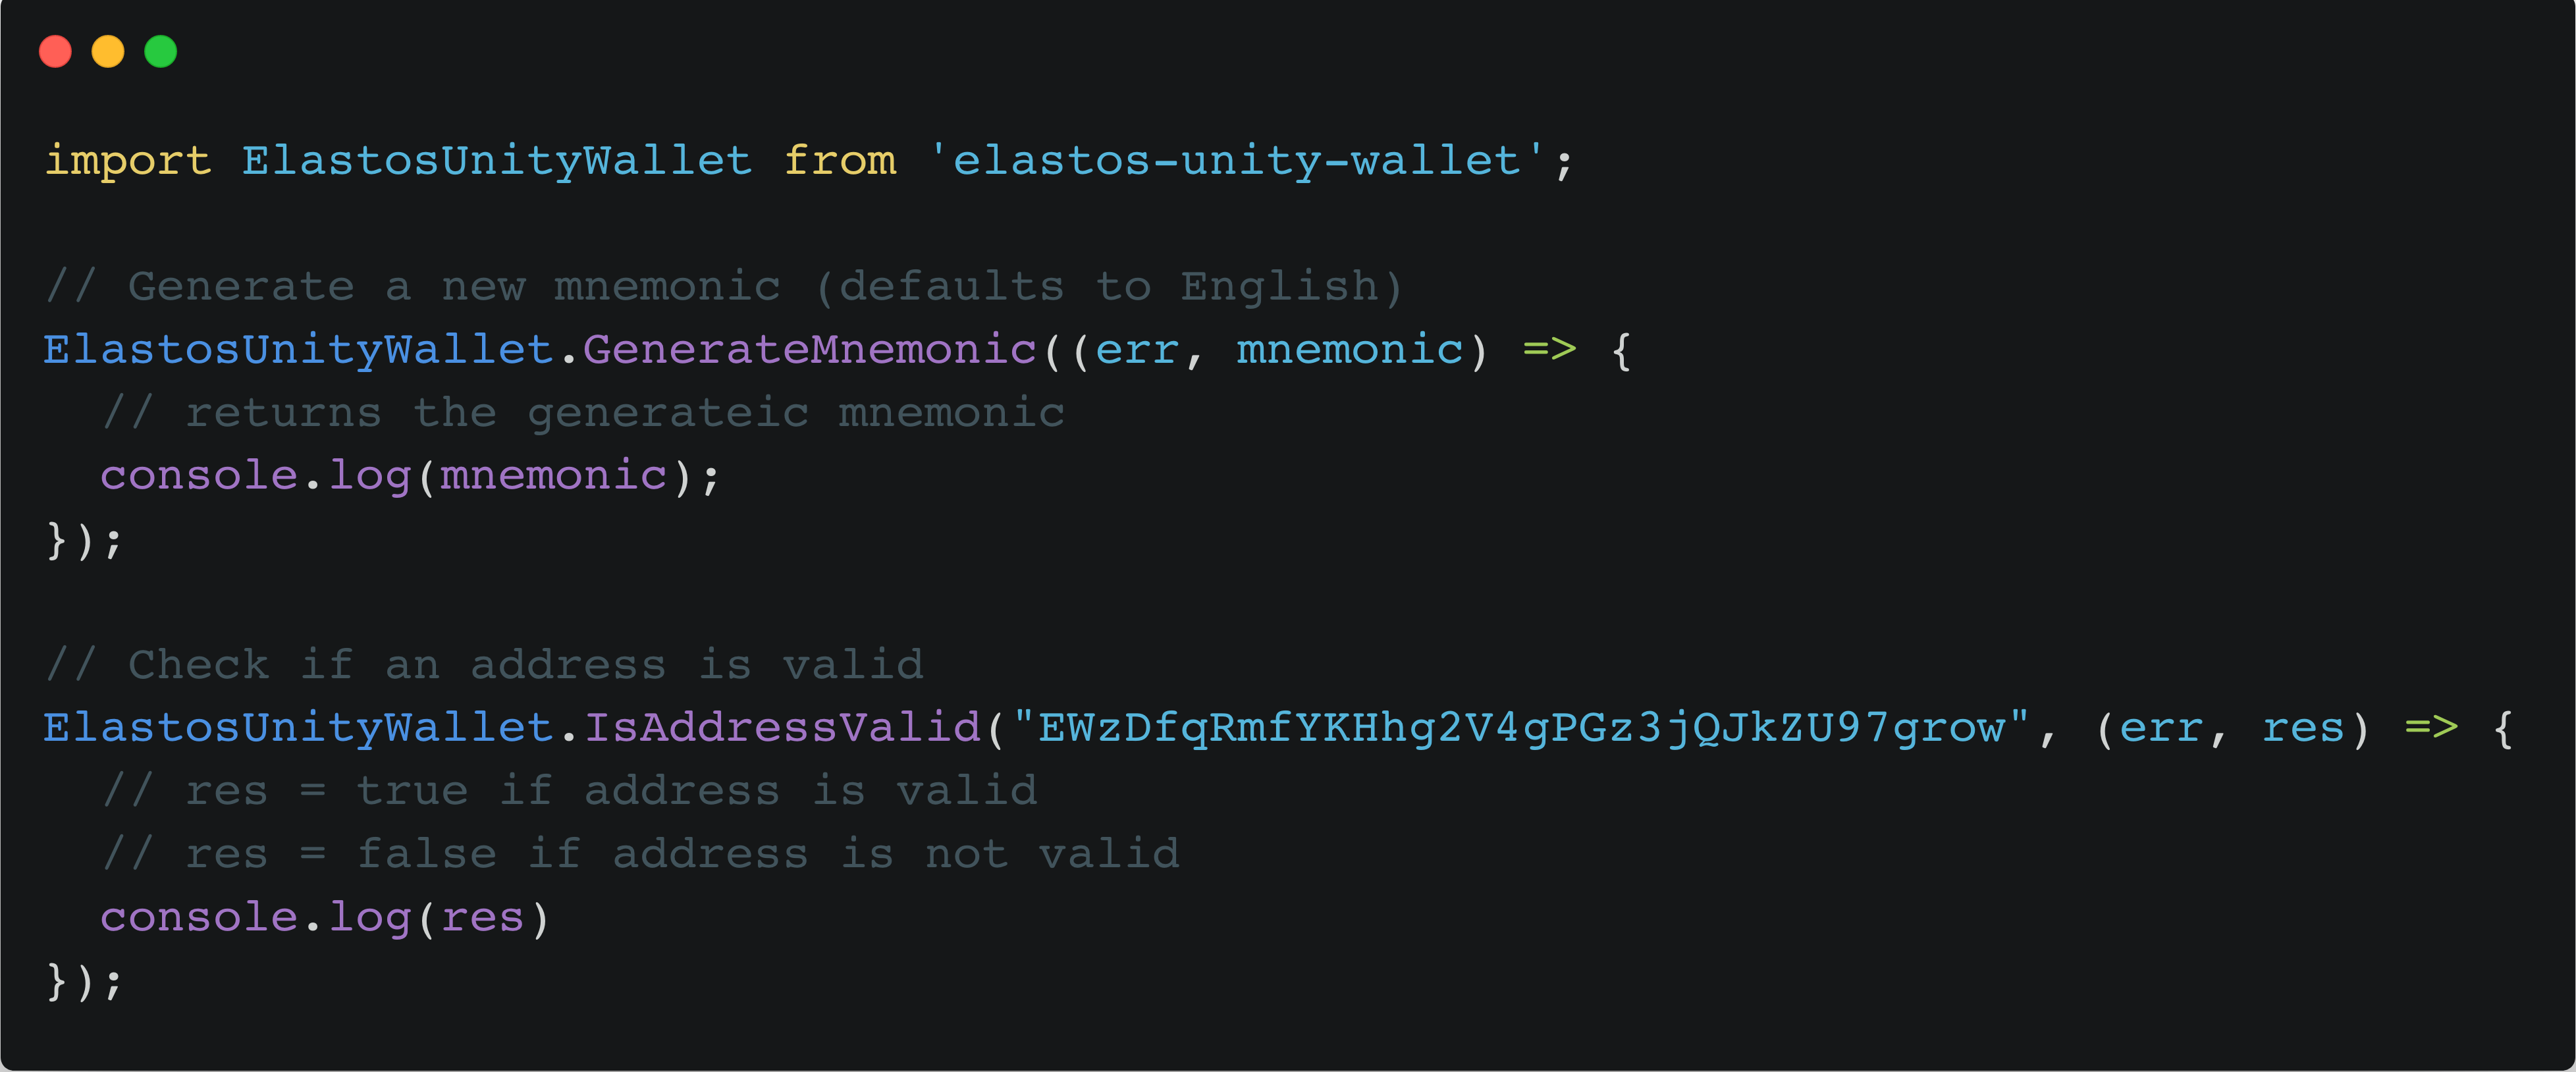 import ElastosUnityWallet from 'elastos-unity-wallet';
// Generate a new mnemonic (defaults to English)
ElastosUnityWallet.GenerateMnemonic((err, mnemonic) => {
// returns the generateic mnemonic
console.log(mnemonic);
});
// Check if an address is valid
ElastosUnityWallet.IsAddressValid("EWzDfqRmfYKHhg2V4gPGz3jQJkZU97grow", (err, res) => {
// res = true if address is valid
// res = false if address is not valid
console.log(res)
});